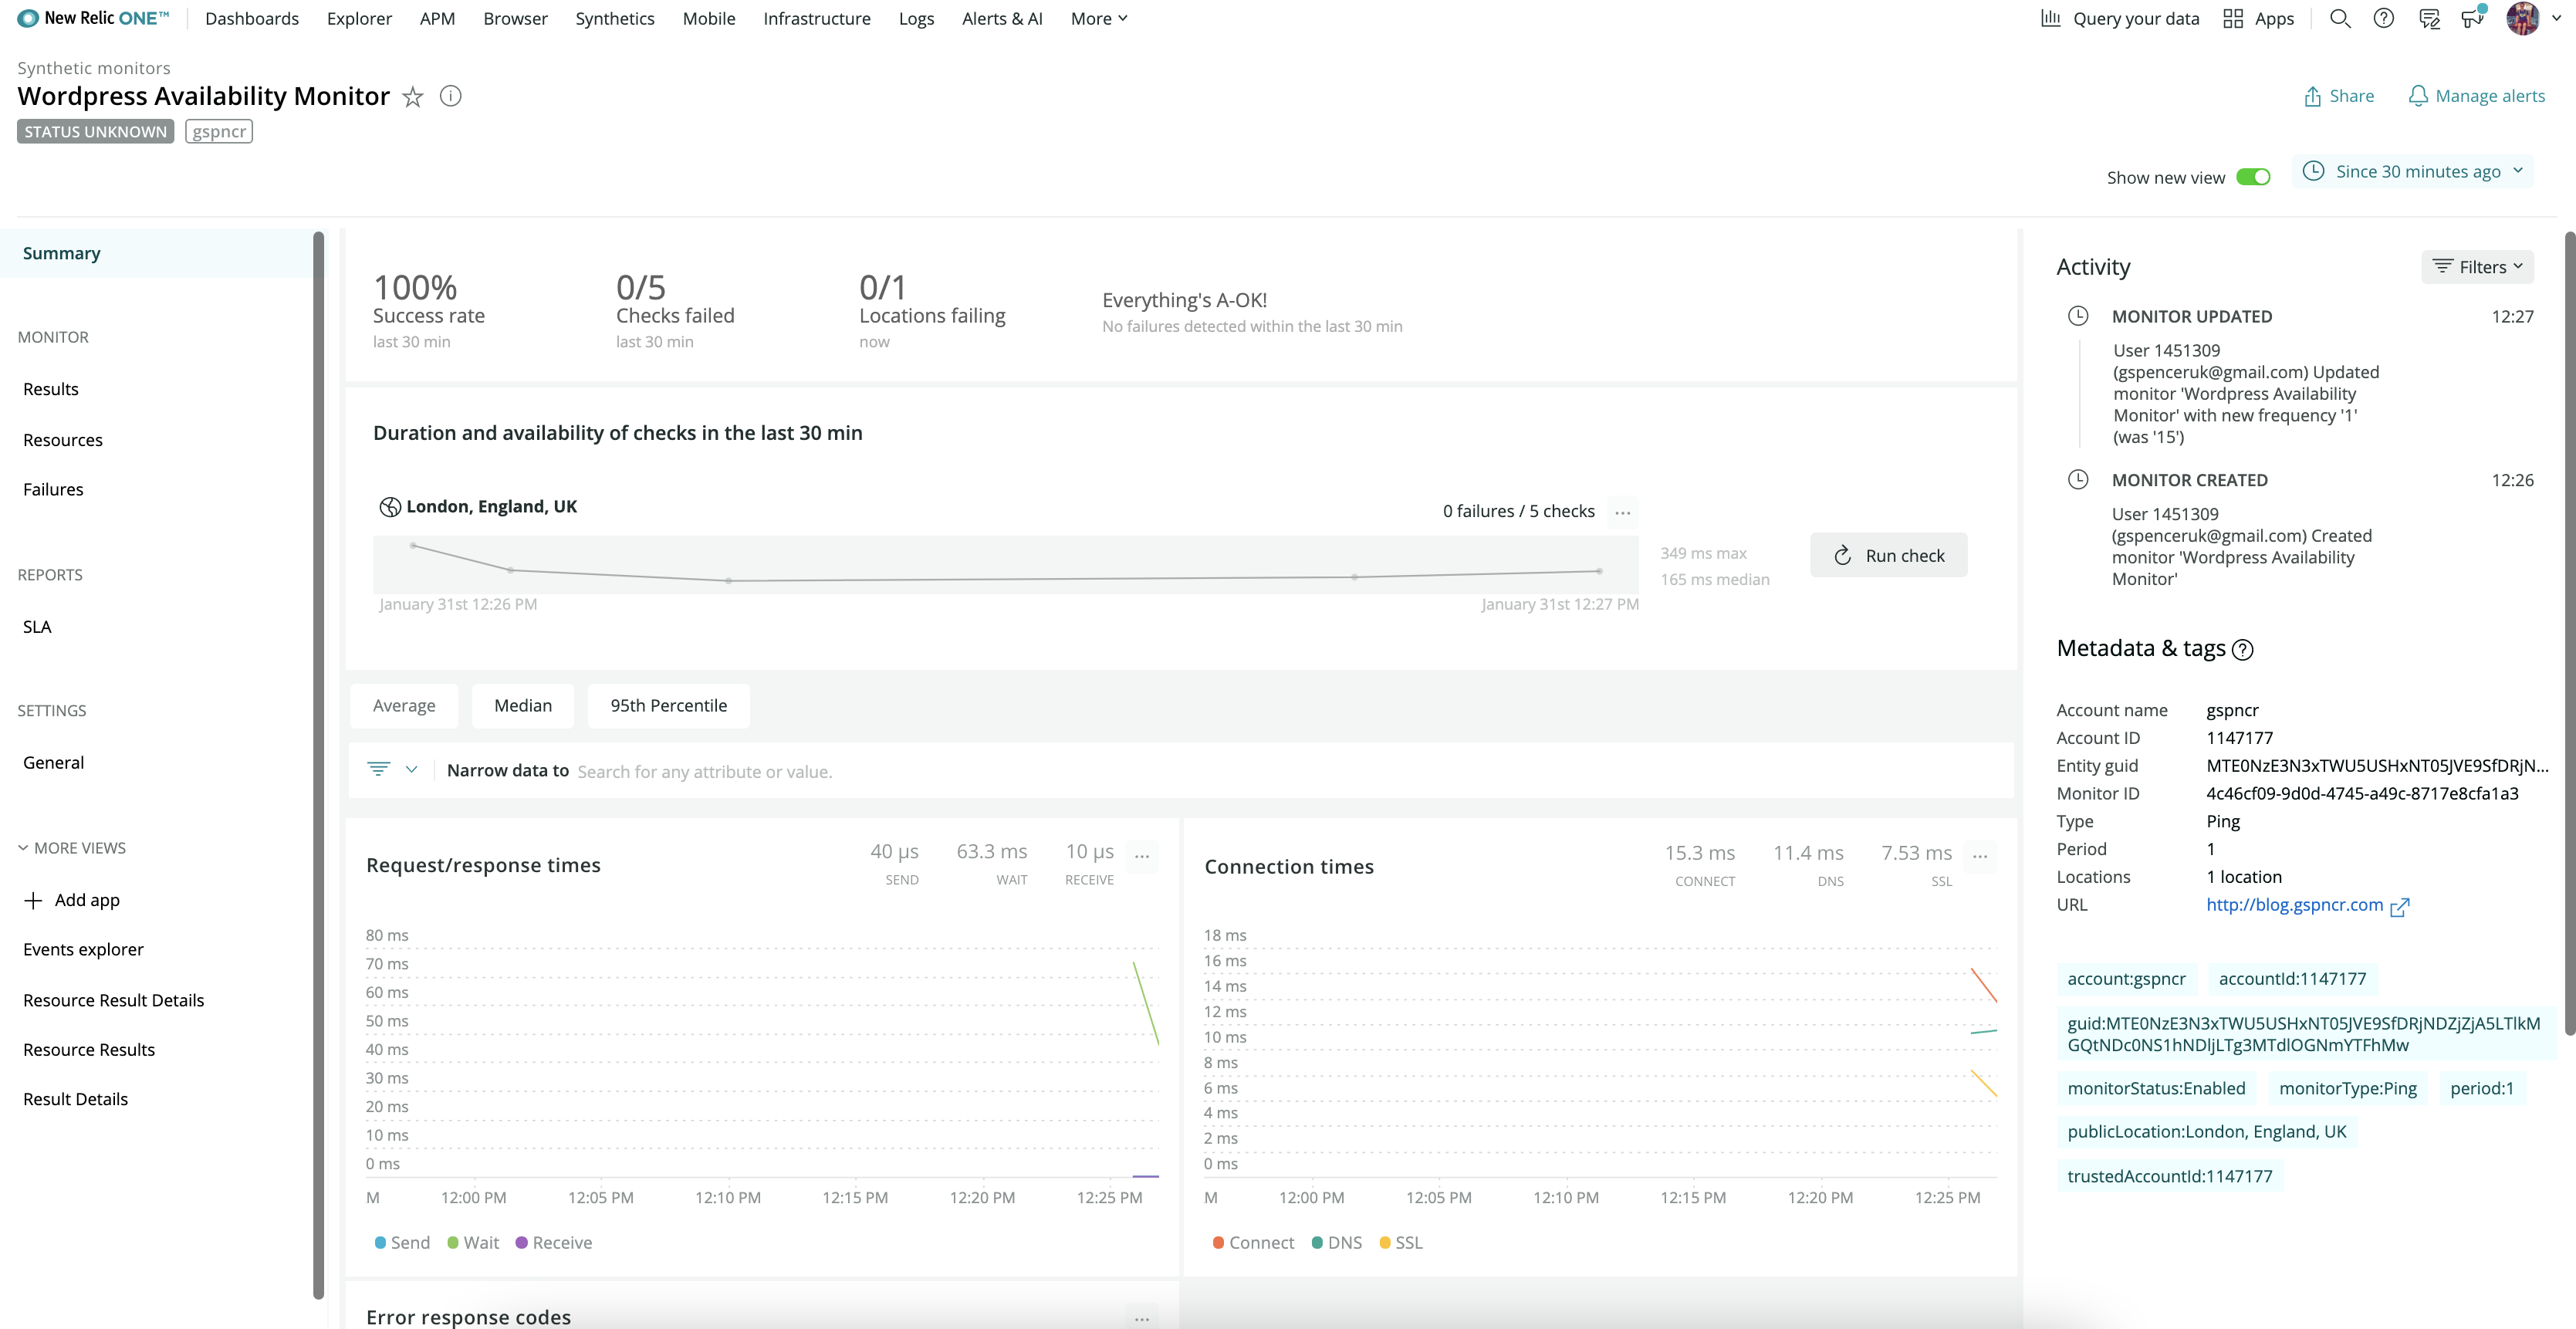 New Relic ONE™
Dashboards Explorer APM Browser Synthetics Mobile Infrastructure Logs Alerts & AI More
Query your data Apps
Synthetic monitors
Wordpress Availability Monitor
STATUS UNKNOWN gspncr
Share Manage alerts
Show new view Since 30 minutes ago
Summary
MONITOR
Results
Resources
Failures
REPORTS
SLA
SETTINGS
General
MORE VIEWS
Add app
Events explorer
Resource Result Details
Resource Results
Result Details
100%
Success rate
last 30 min
0/5
Checks failed
last 30 min
0/1
Locations failing
now
Everything's A-OK!
No failures detected within the last 30 min
Duration and availability of checks in the last 30 min
London, England, UK
0 failures / 5 checks ...
349 ms max
165 ms median
Run check
January 31st 12:26 PM January 31st 12:27 PM
Average Median 95th Percentile
Narrow data to Search for any attribute or value.
Request/response times
40 µs 63.3 ms 10 µs ...
SEND WAIT RECEIVE
80 ms
70 ms
60 ms
50 ms
40 ms
30 ms
20 ms
10 ms
0 ms
M 12:00 PM 12:05 PM 12:10 PM 12:15 PM 12:20 PM 12:25 PM
Send Wait Receive
Connection times
15.3 ms 11.4 ms 7.53 ms ...
CONNECT DNS SSL
18 ms
16 ms
14 ms
12 ms
10 ms
8 ms
6 ms
4 ms
2 ms
0 ms
M 12:00 PM 12:05 PM 12:10 PM 12:15 PM 12:20 PM 12:25 PM
Connect DNS SSL
Error response codes ...
Activity Filters
MONITOR UPDATED 12:27
User 1451309
(gspenceruk@gmail.com) Updated
monitor 'Wordpress Availability
Monitor' with new frequency '1'
(was '15')
MONITOR CREATED 12:26
User 1451309
(gspenceruk@gmail.com) Created
monitor 'Wordpress Availability
Monitor'
Metadata & tags
Account name gspncr
Account ID 1147177
Entity guid MTE0NzE3N3xTWU5USHxNT05JVE9SfDRjN...
Monitor ID 4c46cf09-9d0d-4745-a49c-8717e8cfa1a3
Type Ping
Period 1
Locations 1 location
URL http://blog.gspncr.com
account:gspncr accountId:1147177
guid:MTE0NzE3N3xTWU5USHxNT05JVE9SfDRjNDZjZjA5LTlkM
GQtNDc0NS1hNDljLTg3MTdlOGNmYTFhMw
monitorStatus:Enabled monitorType:Ping period:1
publicLocation:London, England, UK
trustedAccountId:1147177